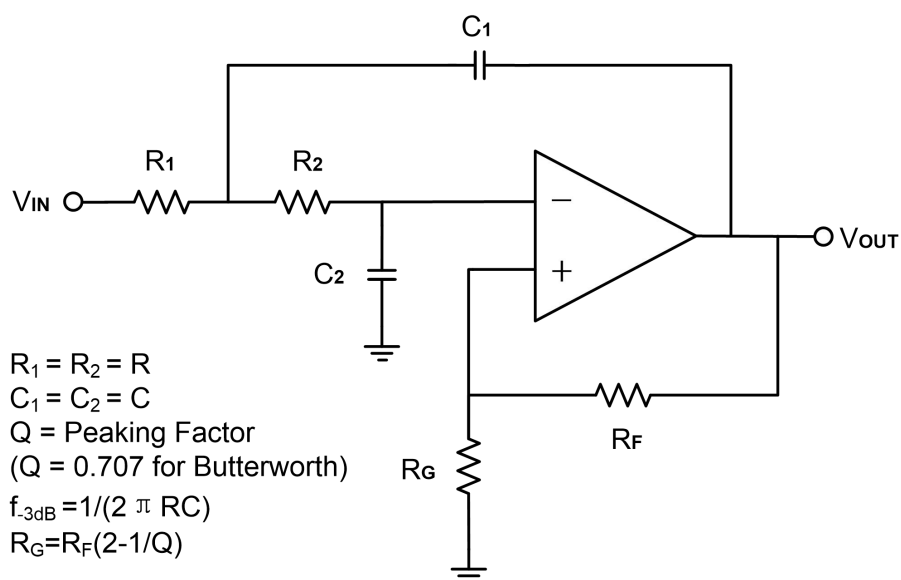 C1
R1
R2
VIN
−
+
VOUT
C2
RF
RG
R1 = R2 = R
C1 = C2 = C
Q = Peaking Factor
(Q = 0.707 for Butterworth)
f-3dB =1/(2 π RC)
RG=RF(2-1/Q)